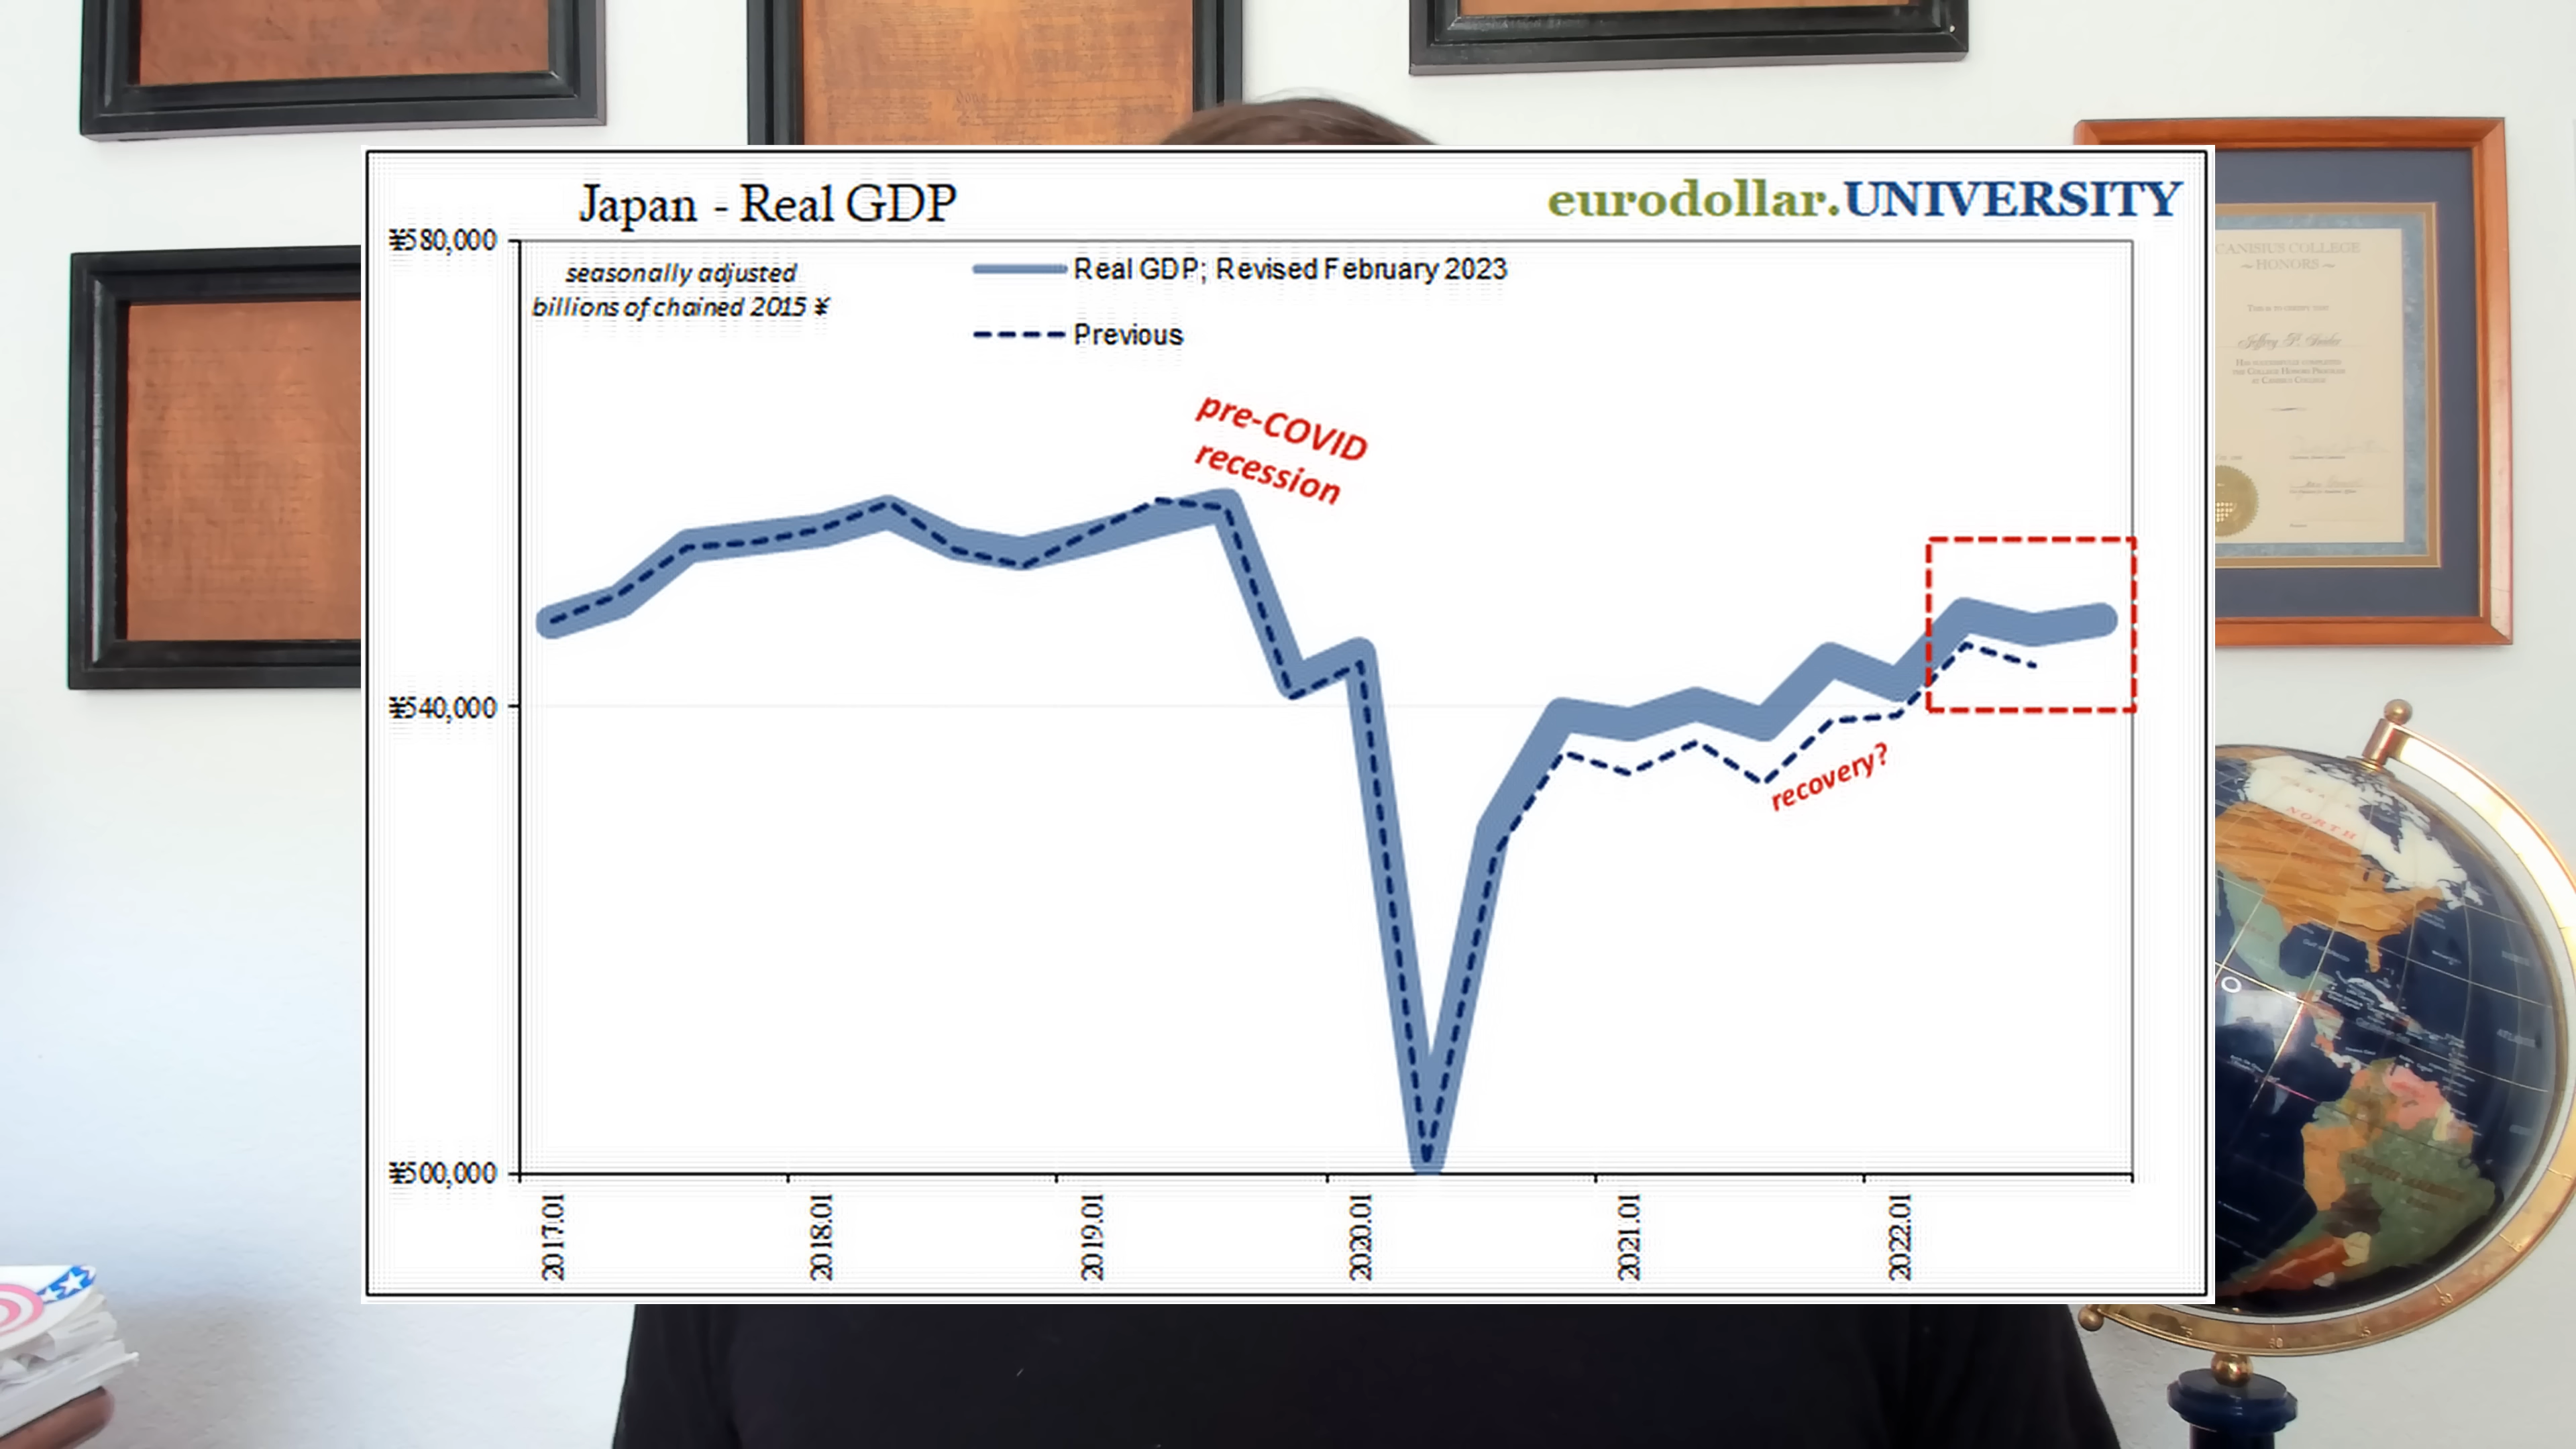 Japan - Real GDP
eurodollar.UNIVERSITY
¥580,000
seasonally adjusted
billions of chained 2015 ¥
Real GDP; Revised February 2023
Previous
pre-COVID
recession
¥540,000
recovery?
¥500,000
2017.01
2018.01
2019.01
2020.01
2021.01
2022.01
CANISIUS COLLEGE
~HONORS~
NORTH